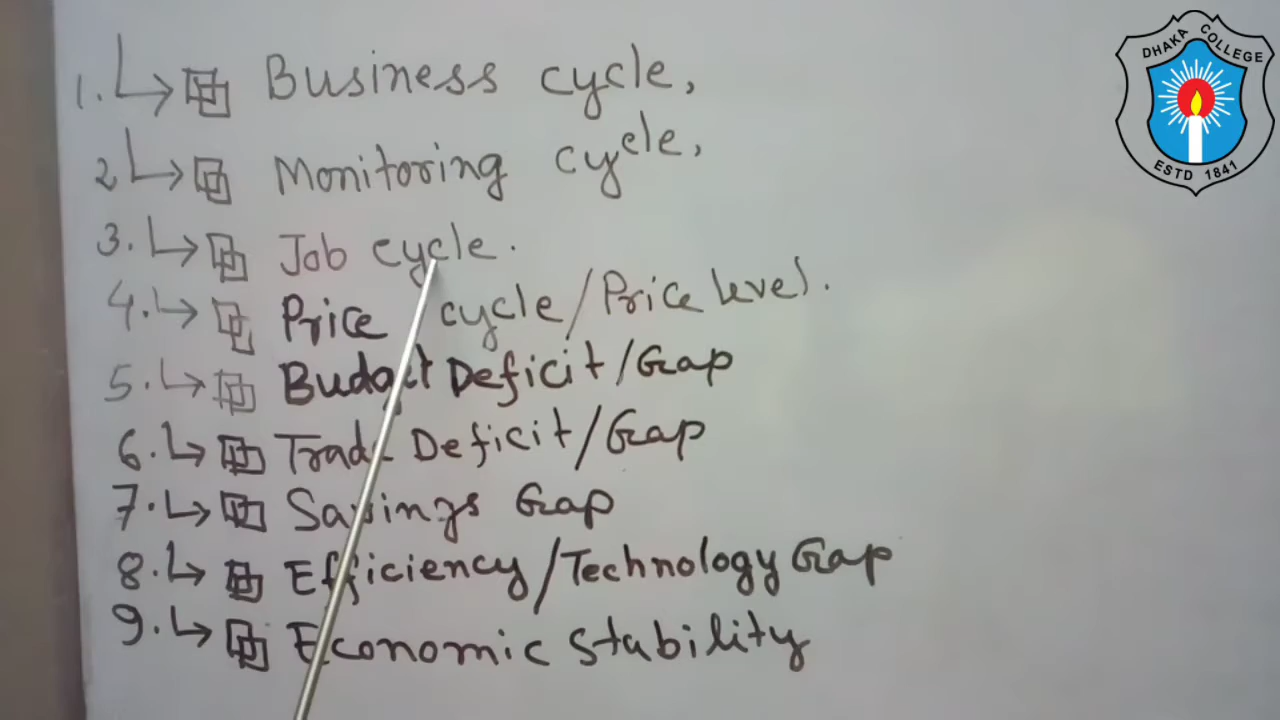 1. Business cycle,
2 Monitoring cycle,
3. Job cycle.
4. Price cycle/Price level.
5. Budget Deficit/Gap
6. Trade Deficit/Gap
7. Savings Gap
8. Efficiency/Technology Gap
9. Economic Stability
DHAKA COLLEGE
ESTD 1841